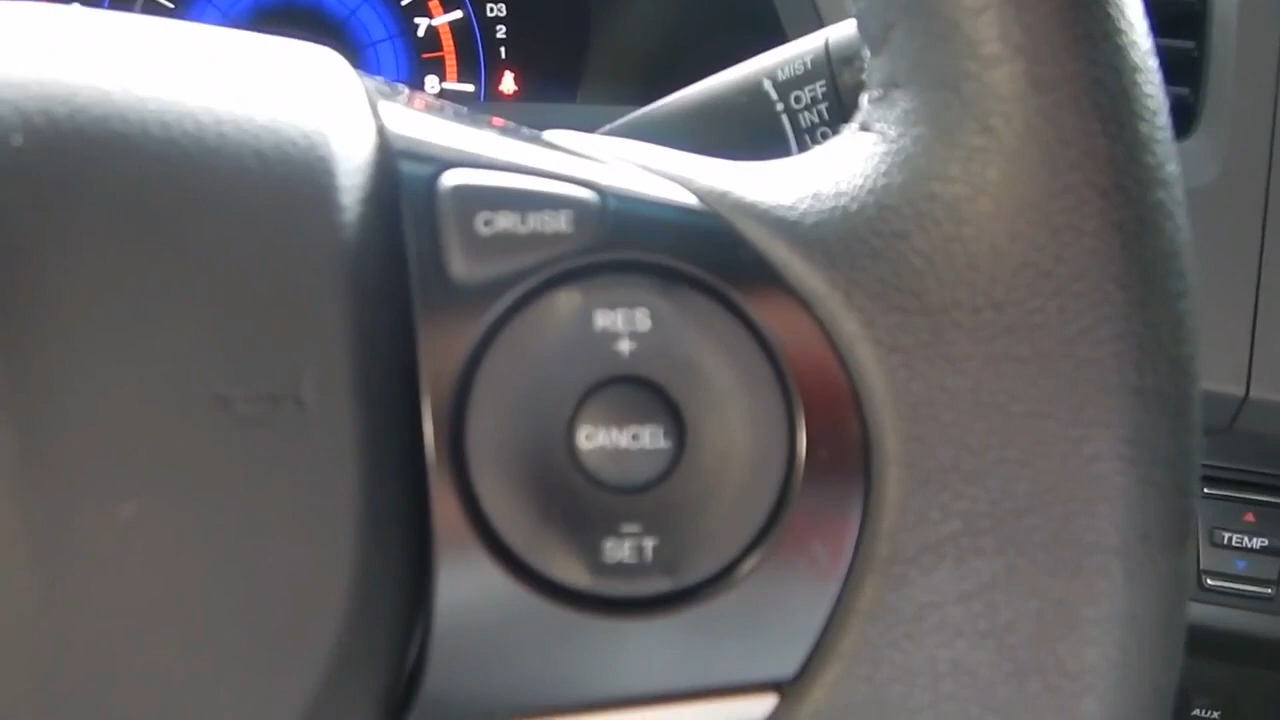 7
8
D3
2
1
MIST
OFF
INT
LO
CRUISE
RES
+
CANCEL
−
SET
TEMP
AUX